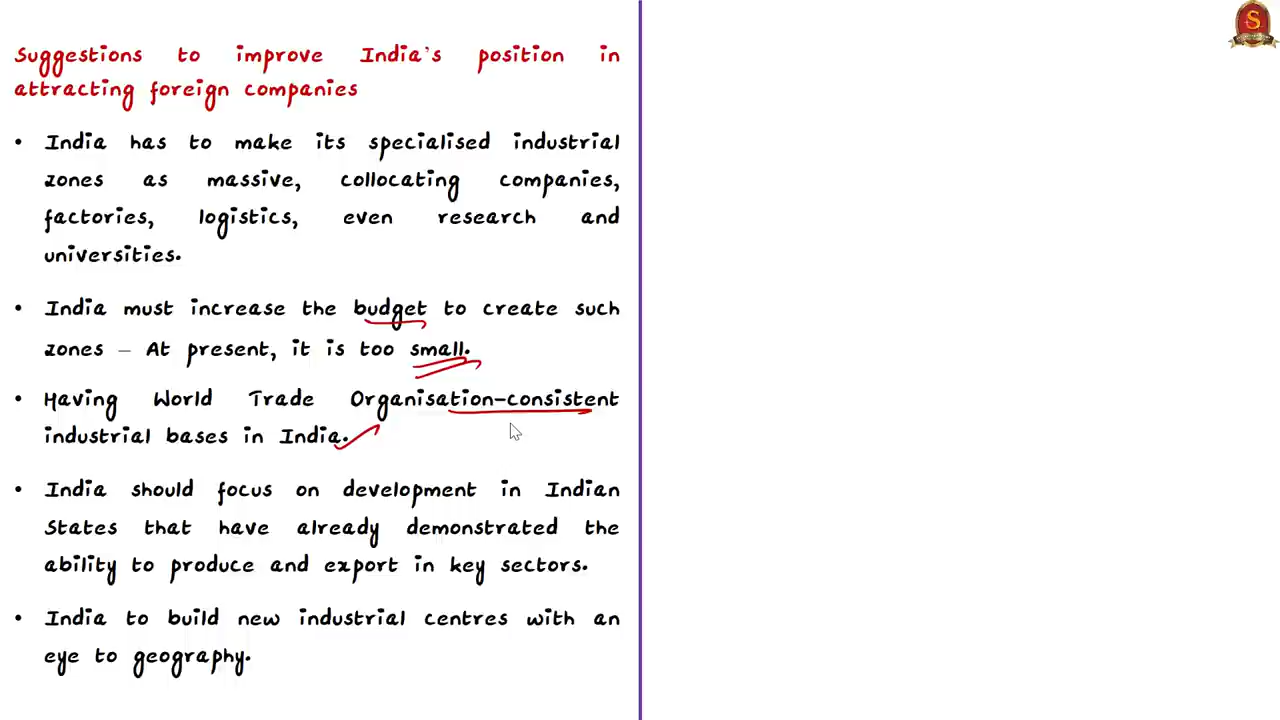 Suggestions to improve India's position in
attracting foreign companies
• India has to make its specialised industrial
zones as massive, collocating companies,
factories, logistics, even research and
universities.
• India must increase the budget to create such
zones – At present, it is too small.
• Having World Trade Organisation-consistent
industrial bases in India.
• India should focus on development in Indian
States that have already demonstrated the
ability to produce and export in key sectors.
• India to build new industrial centres with an
eye to geography.
S